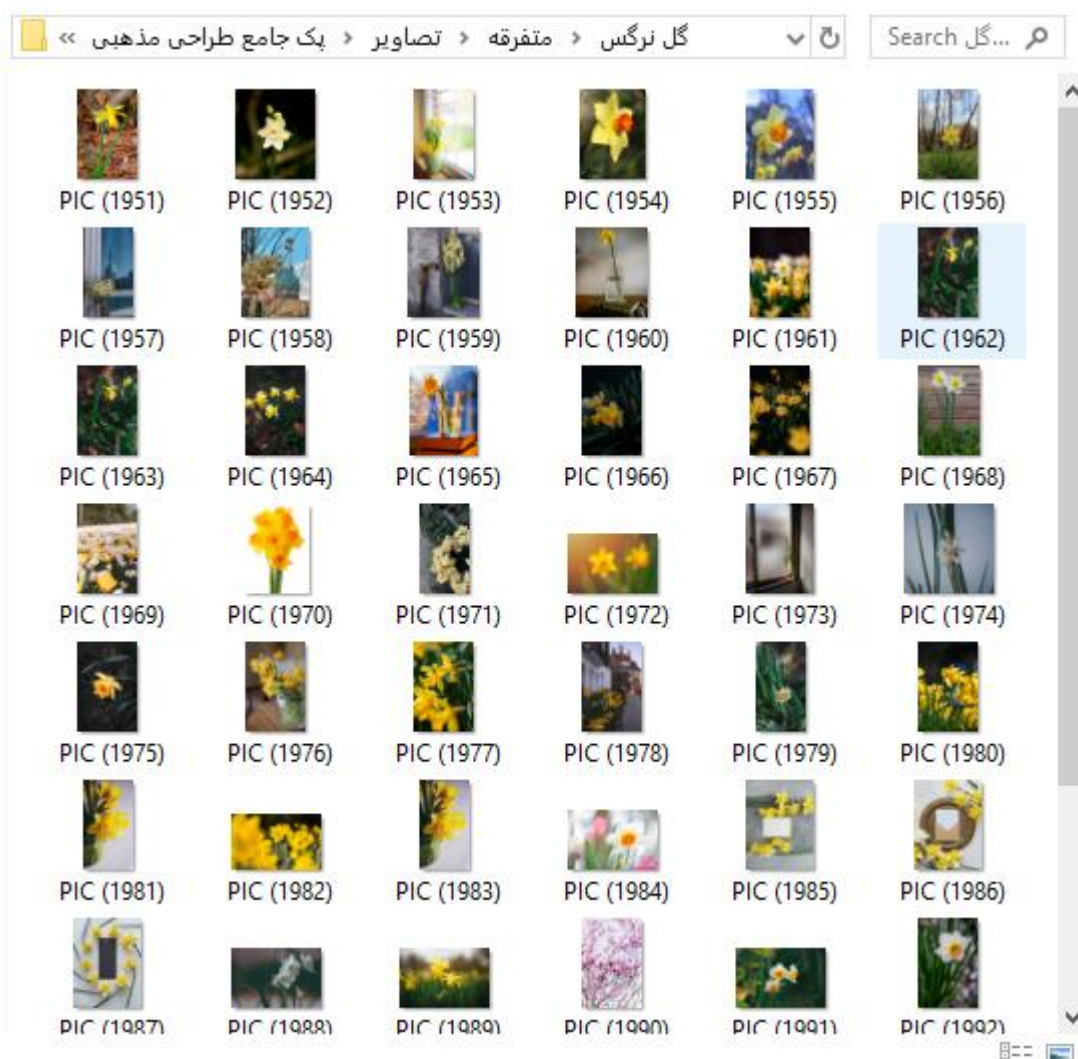 « پک جامع طراحی مذهبی › تصاویر › متفرقه › گل نرگس
Search گل...
PIC (1951) PIC (1952) PIC (1953) PIC (1954) PIC (1955) PIC (1956)
PIC (1957) PIC (1958) PIC (1959) PIC (1960) PIC (1961) PIC (1962)
PIC (1963) PIC (1964) PIC (1965) PIC (1966) PIC (1967) PIC (1968)
PIC (1969) PIC (1970) PIC (1971) PIC (1972) PIC (1973) PIC (1974)
PIC (1975) PIC (1976) PIC (1977) PIC (1978) PIC (1979) PIC (1980)
PIC (1981) PIC (1982) PIC (1983) PIC (1984) PIC (1985) PIC (1986)
PIC (1987) PIC (1988) PIC (1989) PIC (1990) PIC (1991) PIC (1992)